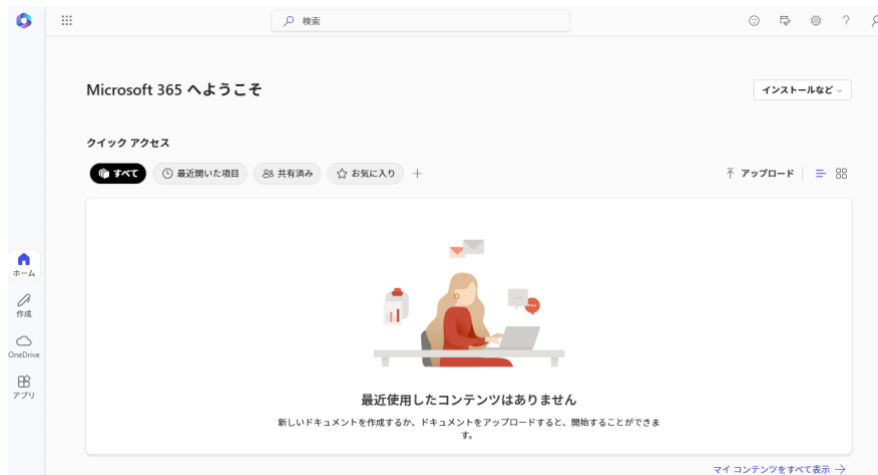 検索
Microsoft 365 へようこそ
インストールなど
クイック アクセス
すべて
最近開いた項目
共有済み
お気に入り
アップロード
ホーム
作成
OneDrive
アプリ
最近使用したコンテンツはありません
新しいドキュメントを作成するか、ドキュメントをアップロードすると、開始することができま
す。
マイ コンテンツをすべて表示 →